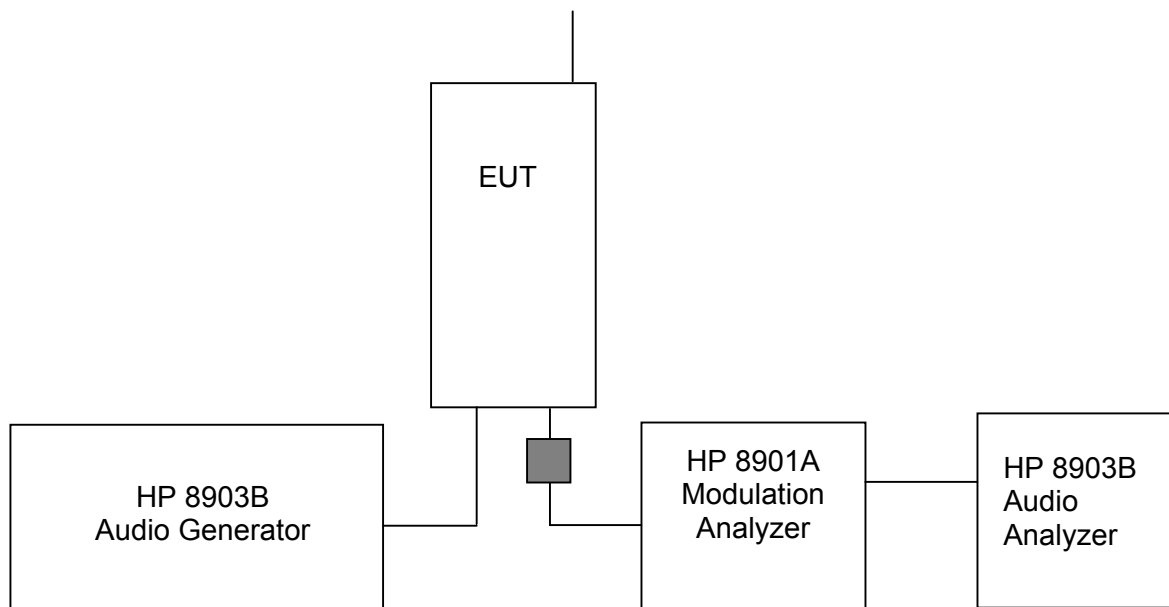 EUT
HP 8903B
Audio Generator
HP 8901A
Modulation
Analyzer
HP 8903B
Audio
Analyzer